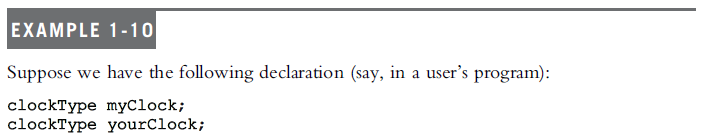 EXAMPLE 1-10
Suppose we have the following declaration (say, in a user's program):
clockType myClock;
clockType yourClock;